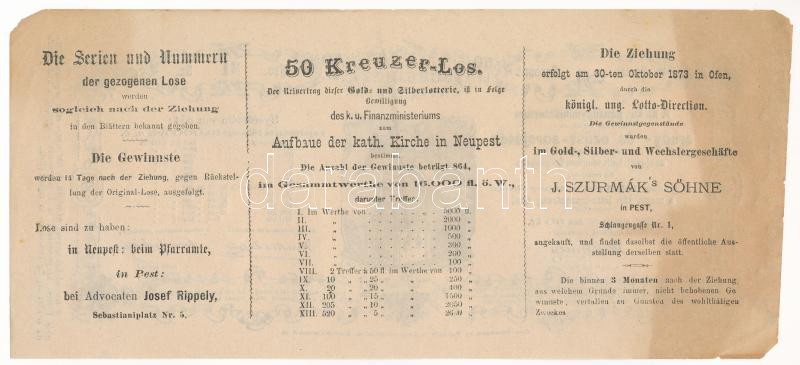 Die Serien und Nummern
der gezogenen Lose
werden
sogleich nach der Ziehung
in den Blättern bekannt gegeben.
Die Gewinnste
werden 14 Tage nach der Ziehung, gegen Rückstel-
lung der Original-Lose, ausgefolgt.
Lose sind zu haben:
in Neupest: beim Pfarramte,
in Pest:
bei Advocaten Josef Rippely,
Sebastianiplatz Nr. 5.
50 Kreuzer-Los.
Der Reinertrag dieser Gold- und Silberlotterie, ist in Folge
Bewilligung
des k. u. Finanzministeriums
zum
Aufbaue der kath. Kirche in Neupest
bestimmt.
Die Anzahl der Gewinnste beträgt 864,
im Gesammtwerthe von 16.000 fl. ö. W.,
darunter Treffer:
I. Im Werthe von " 5000 fl.
II. " " " 2000 "
III. " " " 1000 "
IV. " " " 500 "
V. " " " 300 "
VI. " " " 200 "
VII. " " " 100 "
VIII. 2 Treffer à 50 fl. im Werthe von 100 "
IX. 10 " à 25 " " " 250 "
X. 20 " " 20 " " " 400 "
XI. 100 " " 15 " " " 1500 "
XII. 205 " " 10 " " " 2050 "
XIII. 520 " " 5 " " " 2600 "
Die Ziehung
erfolgt am 30-ten Oktober 1873 in Ofen,
durch die
königl. ung. Lotto-Direction.
Die Gewinnstgegenstände
wurden
im Gold-, Silber- und Wechslergeschäfte
von
J. SZURMÁK's SÖHNE
in PEST,
Schlangengasse Nr. 1,
angekauft, und findet daselbst die öffentliche Aus-
stellung derselben statt.
Die binnen 3 Monaten nach der Ziehung,
aus welchem Grunde immer, nicht behobenen Ge-
winnste, verfallen zu Gunsten des wohlthätigen
Zweckes
darabanth